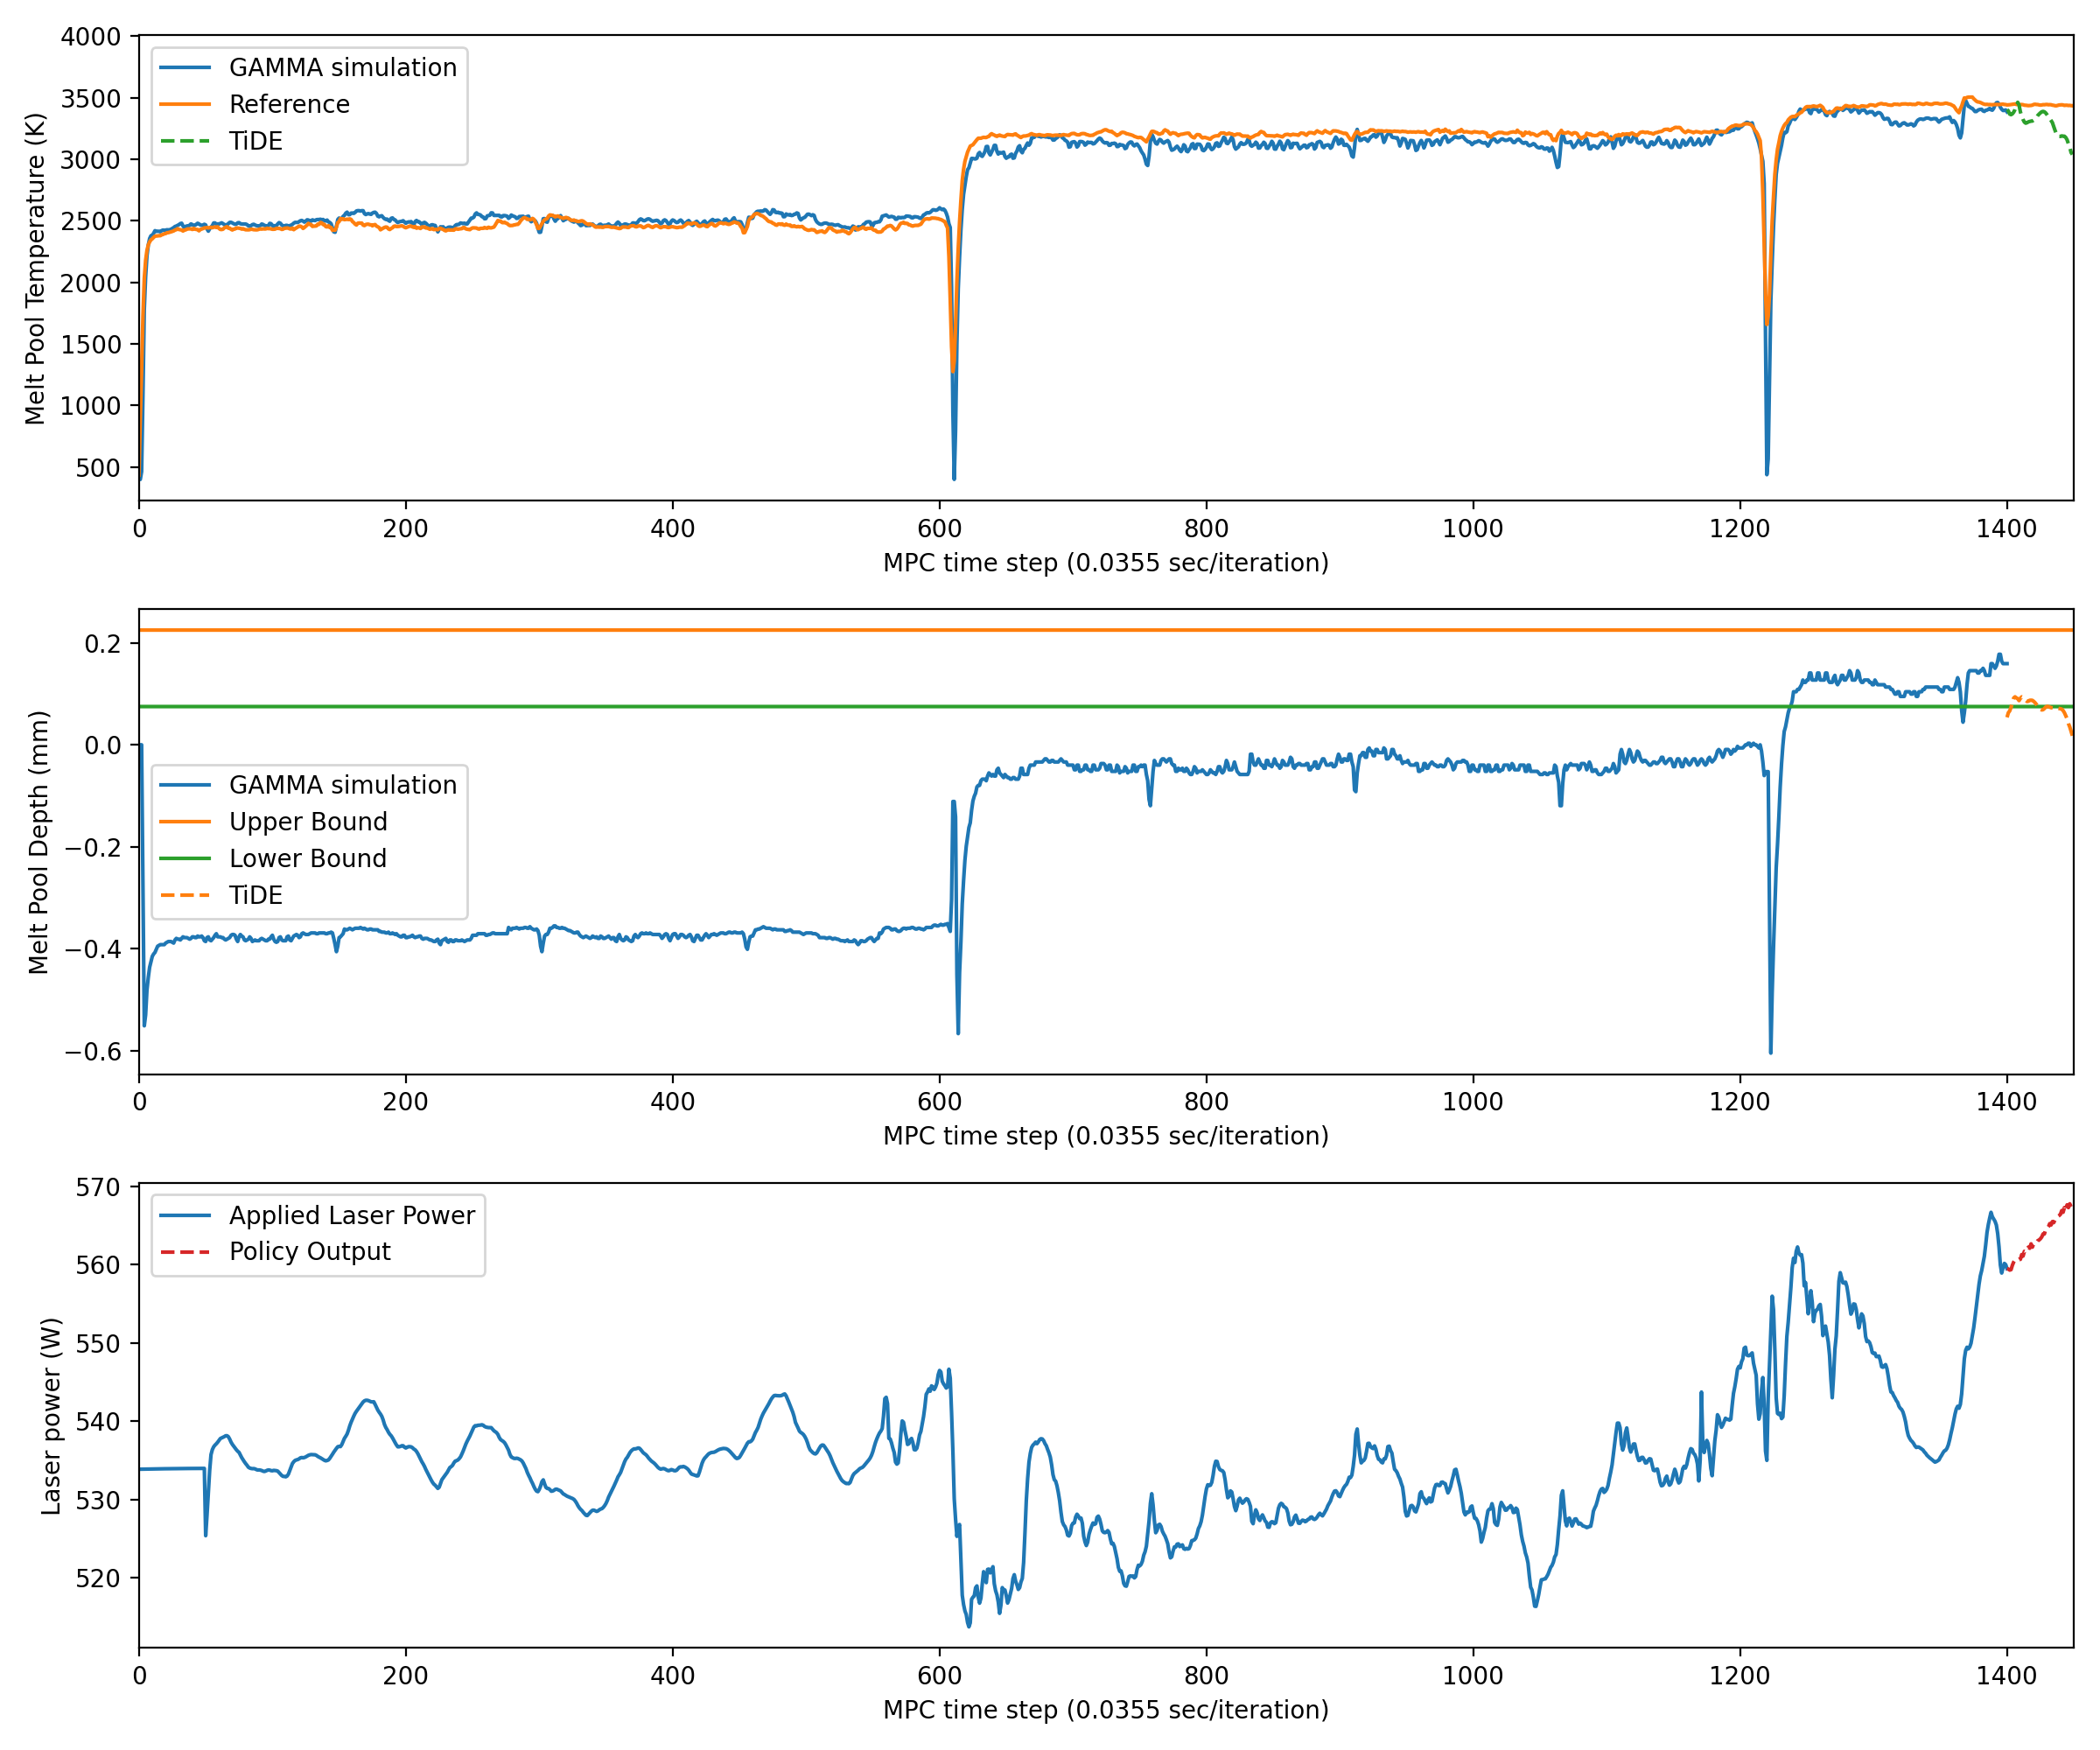 4000
3500
3000
2500
2000
1500
1000
500
Melt Pool Temperature (K)
GAMMA simulation
Reference
TiDE
0 200 400 600 800 1000 1200 1400
MPC time step (0.0355 sec/iteration)
0.2
0.0
−0.2
−0.4
−0.6
Melt Pool Depth (mm)
GAMMA simulation
Upper Bound
Lower Bound
TiDE
0 200 400 600 800 1000 1200 1400
MPC time step (0.0355 sec/iteration)
570
560
550
540
530
520
Laser power (W)
Applied Laser Power
Policy Output
0 200 400 600 800 1000 1200 1400
MPC time step (0.0355 sec/iteration)